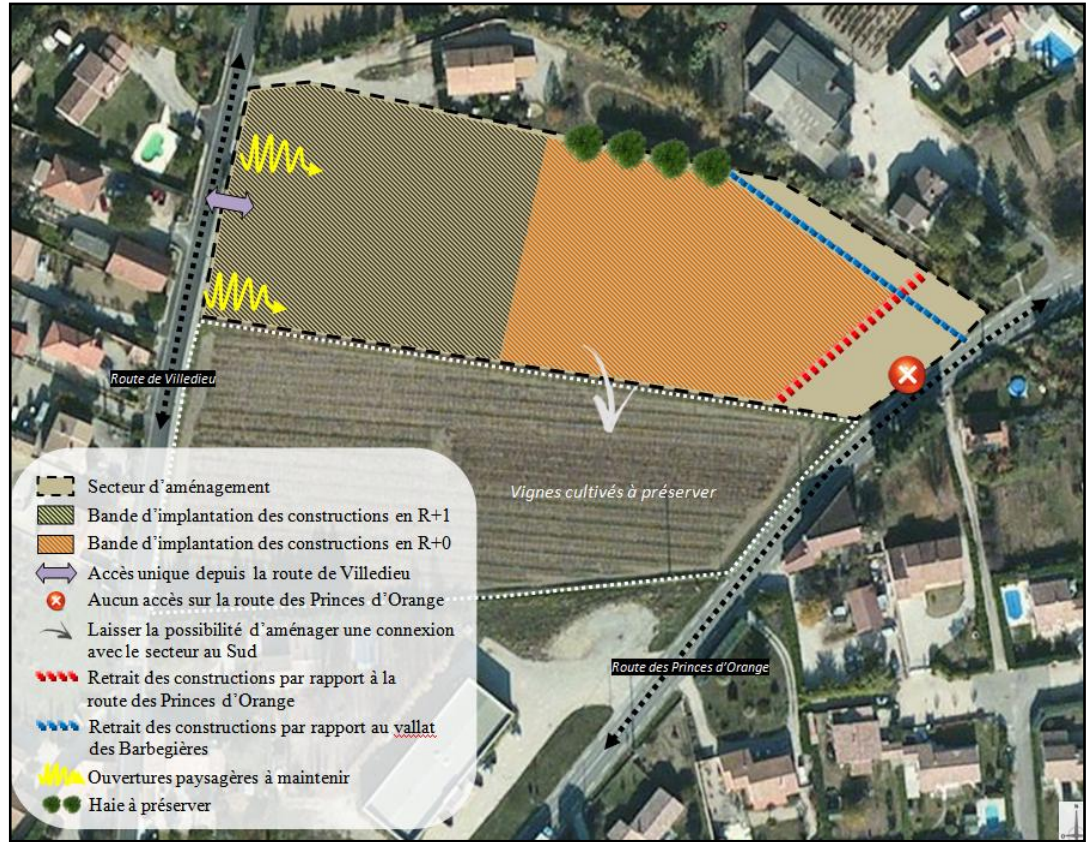 Route de Villedieu
Vignes cultivés à préserver
Route des Princes d'Orange
Secteur d'aménagement
Bande d'implantation des constructions en R+1
Bande d'implantation des constructions en R+0
Accès unique depuis la route de Villedieu
Aucun accès sur la route des Princes d'Orange
Laisser la possibilité d'aménager une connexion
avec le secteur au Sud
Retrait des constructions par rapport à la
route des Princes d'Orange
Retrait des constructions par rapport au vallat
des Barbegières
Ouvertures paysagères à maintenir
Haie à préserver